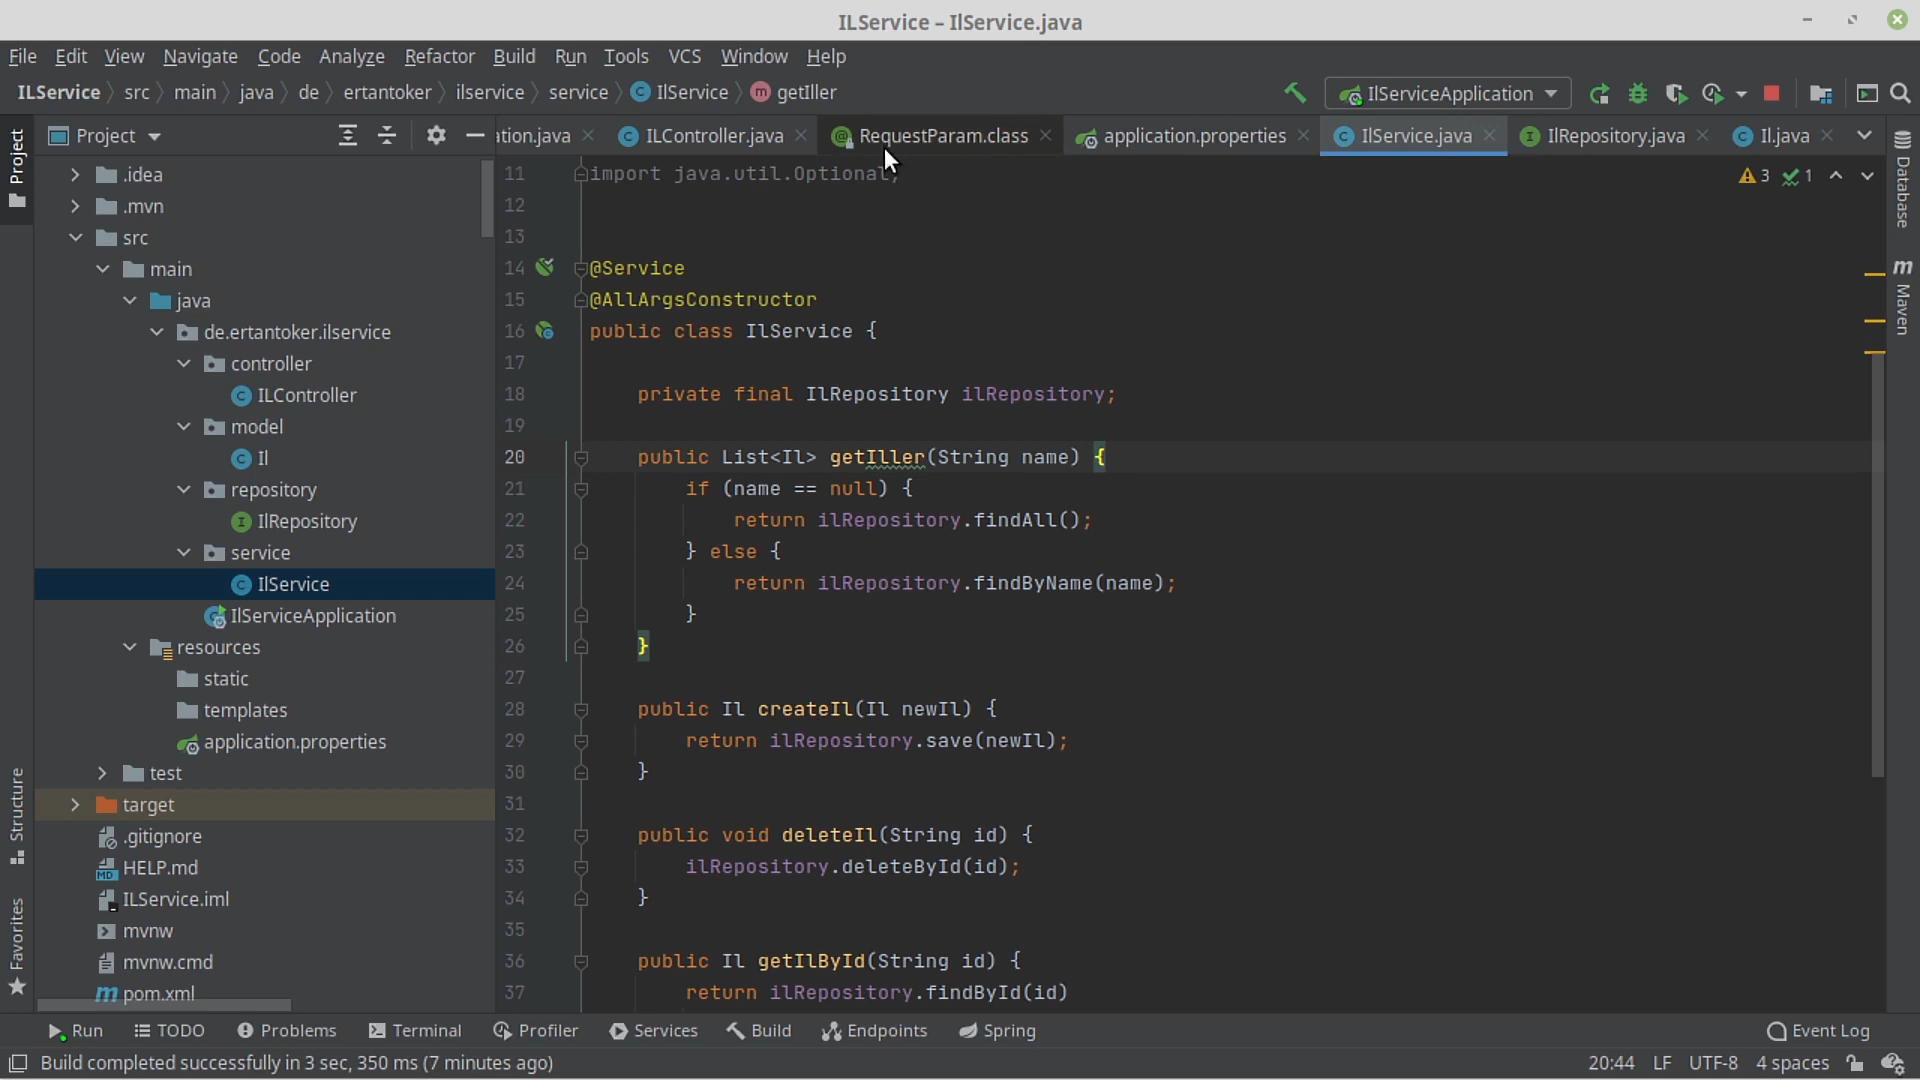 ILService – IlService.java
File Edit View Navigate Code Analyze Refactor Build Run Tools VCS Window Help
ILService src main java de ertantoker ilservice service IlService getIller
IlServiceApplication
Project
ation.java ILController.java RequestParam.class application.properties IlService.java IlRepository.java Il.java
Project
Structure
Favorites
.idea
.mvn
src
main
java
de.ertantoker.ilservice
controller
ILController
model
Il
repository
IlRepository
service
IlService
IlServiceApplication
resources
static
templates
application.properties
test
target
.gitignore
HELP.md
ILService.iml
mvnw
mvnw.cmd
pom.xml
3 1
11 import java.util.Optional;
12
13
14 @Service
15 @AllArgsConstructor
16 public class IlService {
17
18 private final IlRepository ilRepository;
19
20 public List<Il> getIller(String name) {
21 if (name == null) {
22 return ilRepository.findAll();
23 } else {
24 return ilRepository.findByName(name);
25 }
26 }
27
28 public Il createIl(Il newIl) {
29 return ilRepository.save(newIl);
30 }
31
32 public void deleteIl(String id) {
33 ilRepository.deleteById(id);
34 }
35
36 public Il getIlById(String id) {
37 return ilRepository.findById(id)
Database
Maven
Run TODO Problems Terminal Profiler Services Build Endpoints Spring Event Log
Build completed successfully in 3 sec, 350 ms (7 minutes ago) 20:44 LF UTF-8 4 spaces